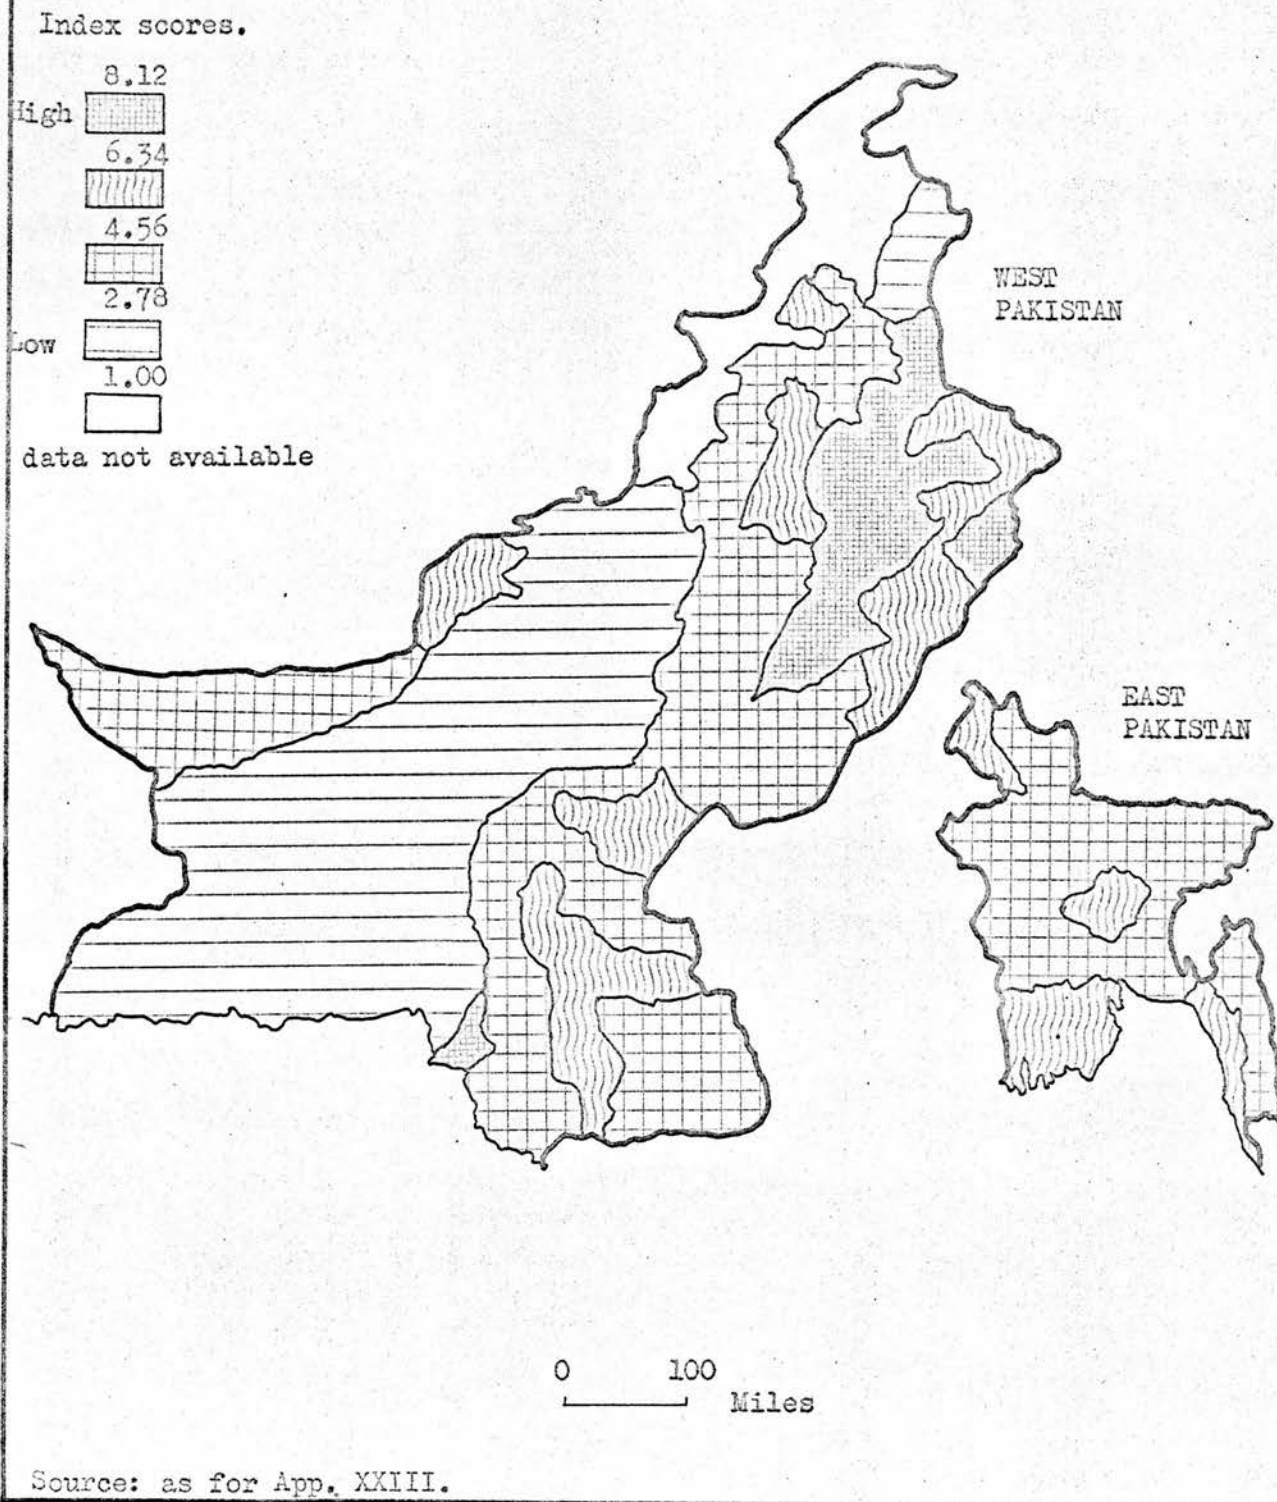 Index scores.
8.12
High
6.34
4.56
2.78
Low
1.00
data not available
WEST
PAKISTAN
EAST
PAKISTAN
0 100
Miles
Source: as for App. XXIII.